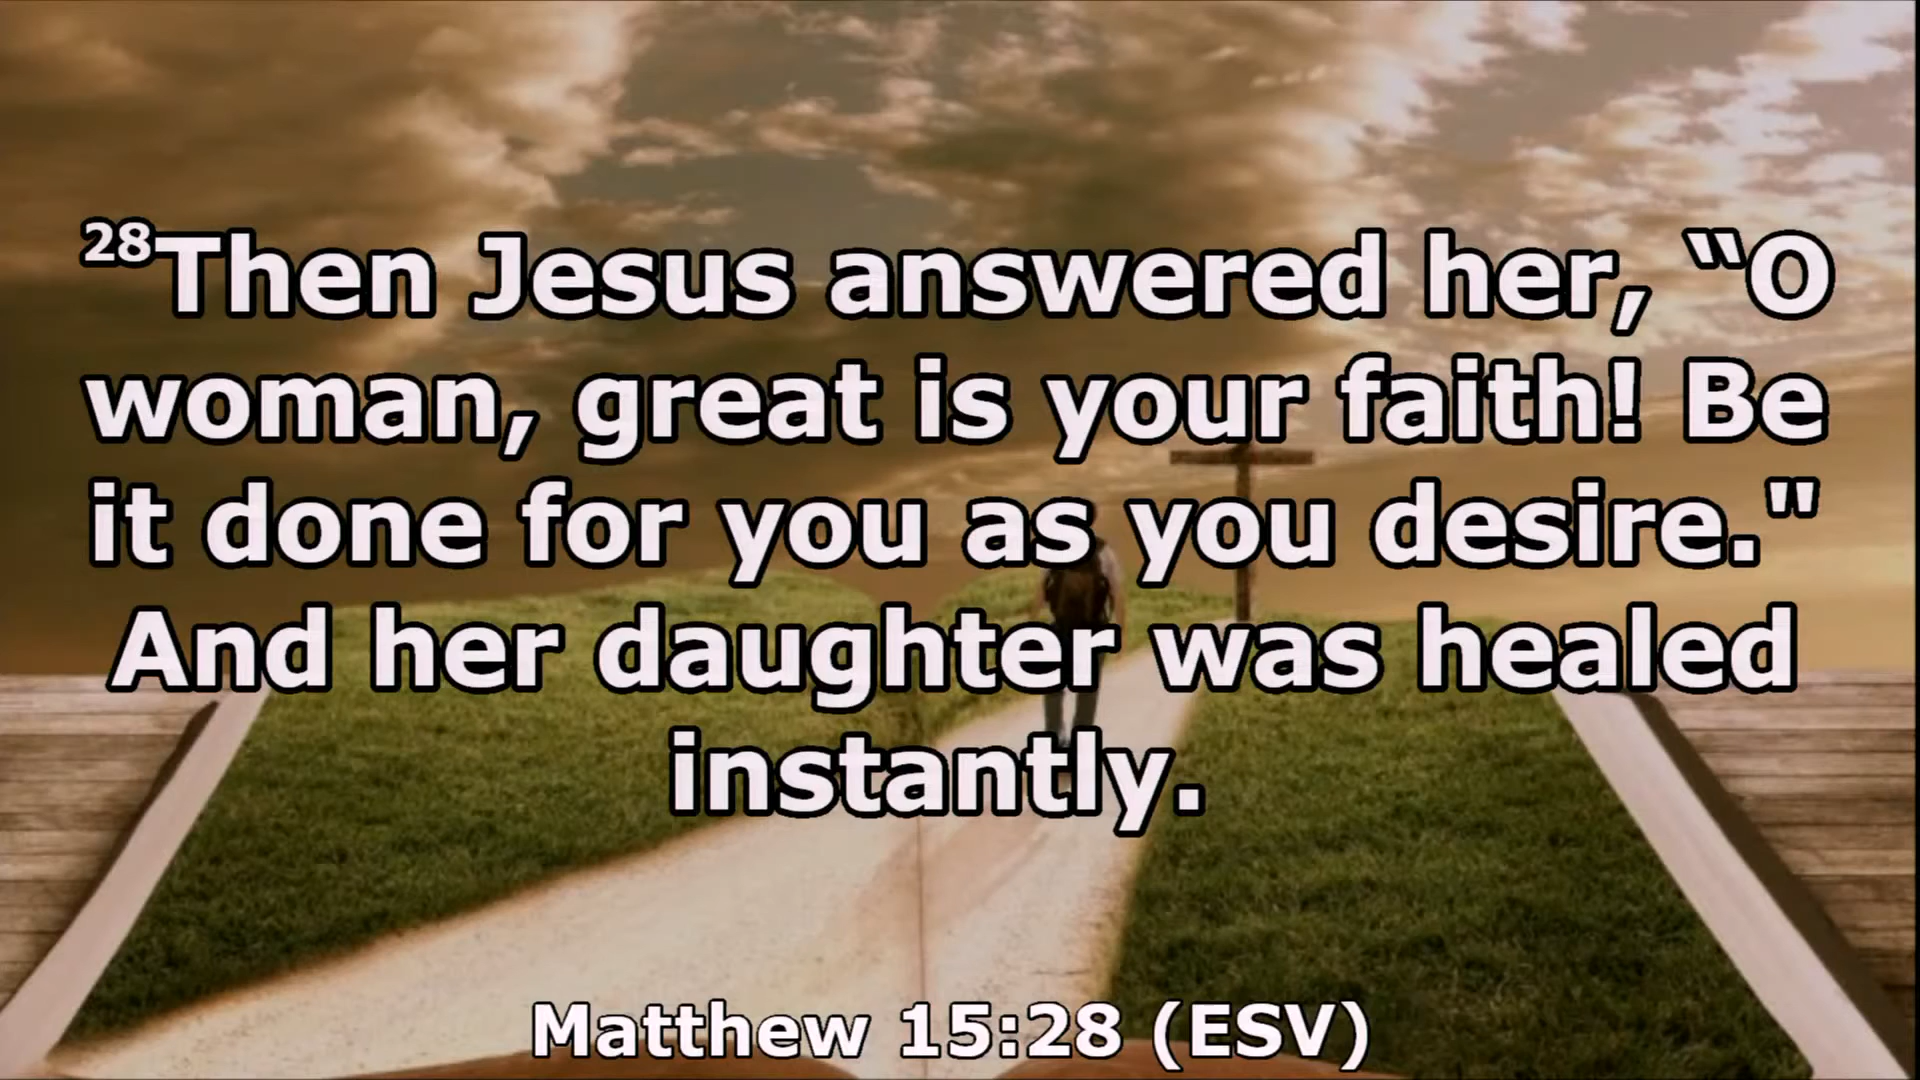 28Then Jesus answered her, “O
woman, great is your faith! Be
it done for you as you desire."
And her daughter was healed
instantly.
Matthew 15:28 (ESV)